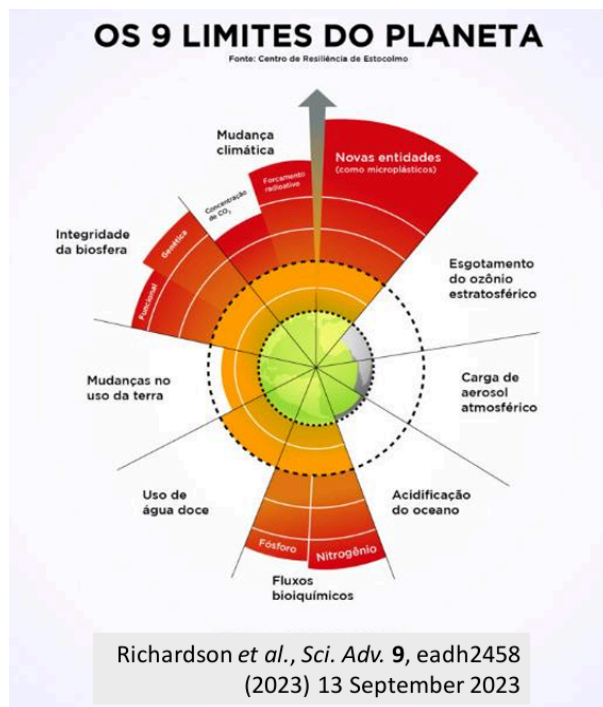 OS 9 LIMITES DO PLANETA
Fonte: Centro de Resiliência de Estocolmo
Mudança
climática
Concentração
de CO₂
Forçamento
radioativo
Novas entidades
(como microplásticos)
Integridade
da biosfera
Genética
Funcional
Esgotamento
do ozônio
estratosférico
Mudanças no
uso da terra
Carga de
aerosol
atmosférico
Uso de
água doce
Acidificação
do oceano
Fósforo
Nitrogênio
Fluxos
bioiquímicos
Richardson et al., Sci. Adv. 9, eadh2458
(2023) 13 September 2023